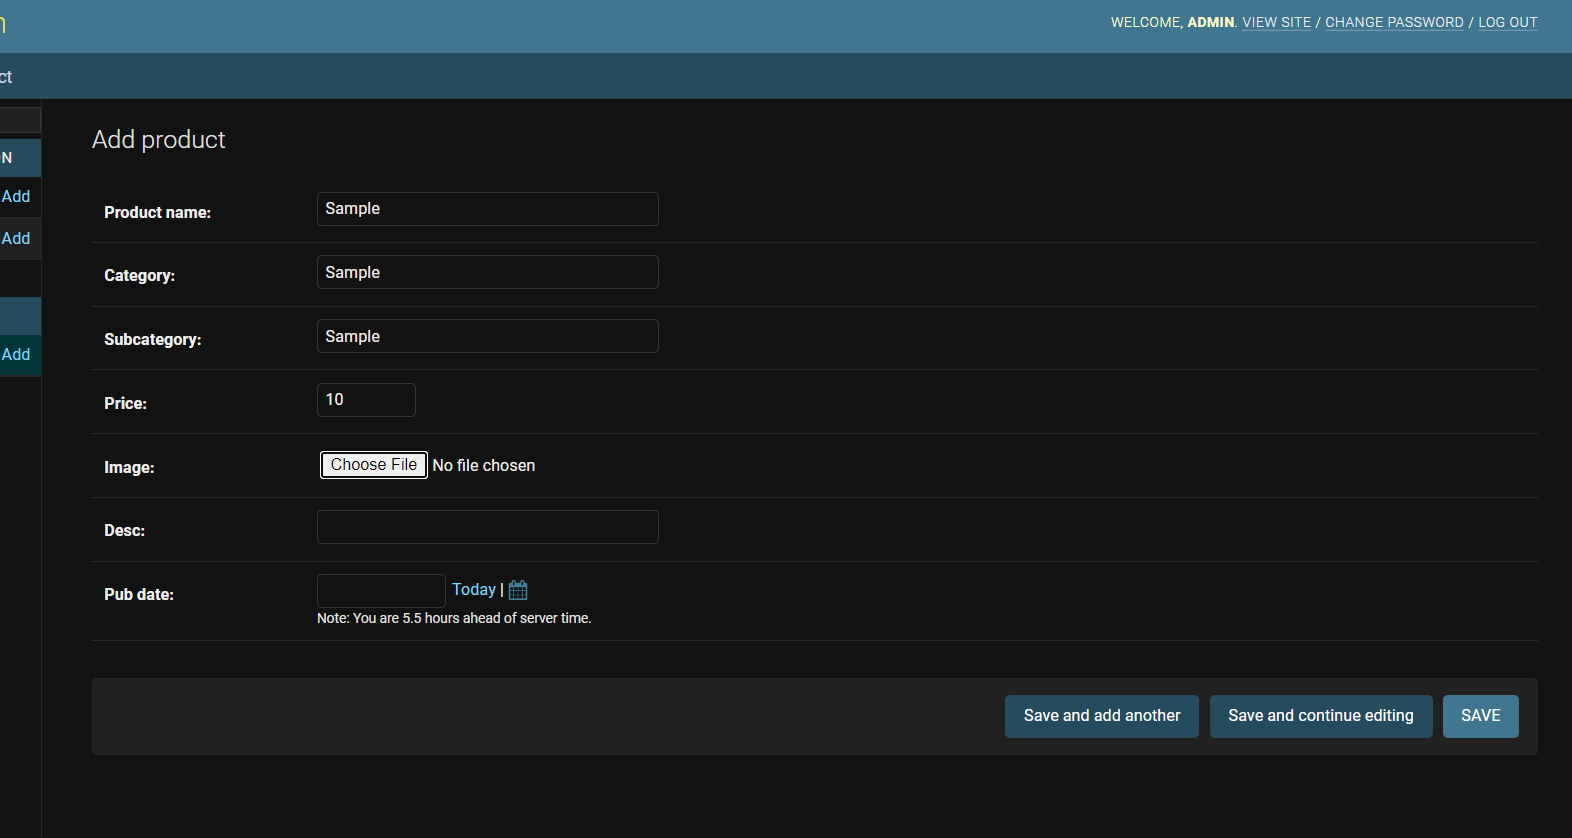 WELCOME, ADMIN. VIEW SITE / CHANGE PASSWORD / LOG OUT
ct
N
Add
Add
Add
Add product
Product name: Sample
Category: Sample
Subcategory: Sample
Price: 10
Image: Choose File No file chosen
Desc:
Pub date: Today |
Note: You are 5.5 hours ahead of server time.
Save and add another Save and continue editing SAVE